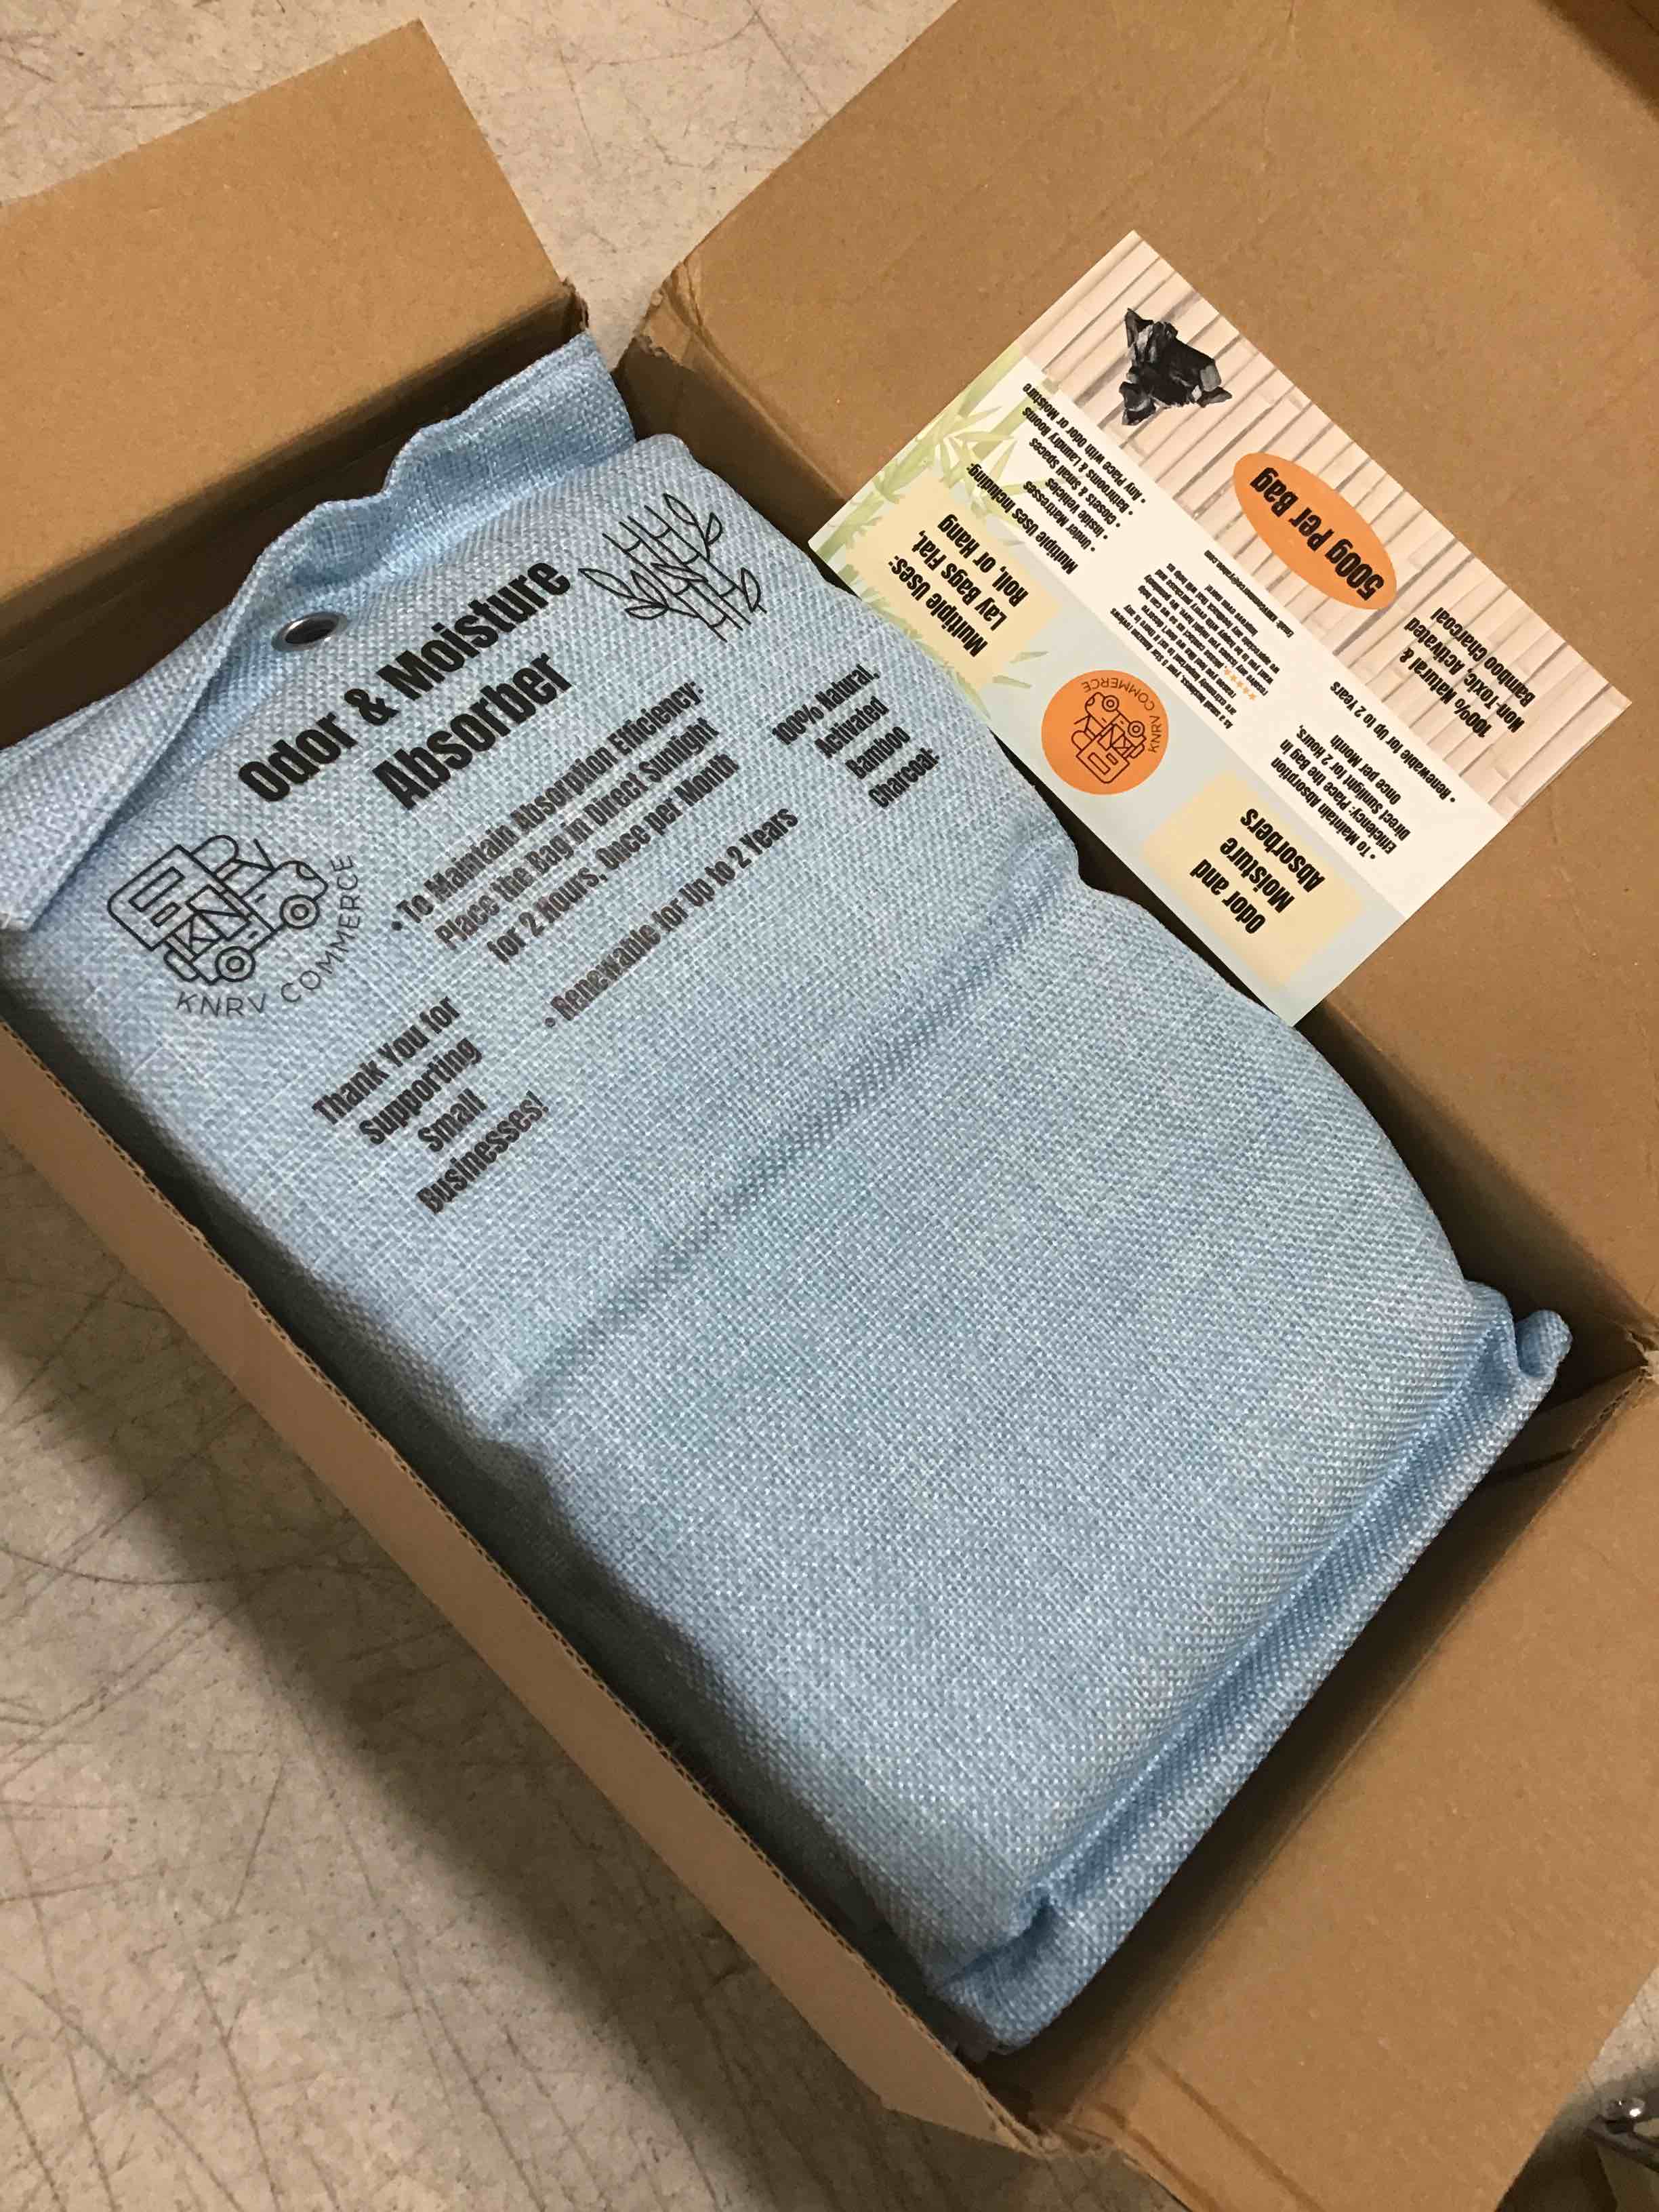 Odor & Moisture
Absorber
• To Maintain Absorption Efficiency:
Place the Bag in Direct Sunlight
for 2 Hours, Once per Month
• Renewable for Up to 2 Years
100% Natural,
Activated
Bamboo
Charcoal
KN
RV
KNRV COMMERCE
Thank You for
Supporting
Small
Businesses!
Odor and
Moisture
Absorbers
• To Maintain Absorption
Efficiency: Place the Bag in
Direct Sunlight for 2 Hours,
Once per Month
• Renewable for Up to 2 Years
100% Natural &
Non-Toxic, Activated
Bamboo Charcoal
KNRV COMMERCE
500g Per Bag
Multiple Uses:
Lay Bags Flat,
Roll, or Hang
Multiple Uses Including:
• Under Mattresses
• Inside Vehicles
• Closets & Small Spaces
• Bathrooms & Laundry Rooms
• Any Place with Odor or Moisture